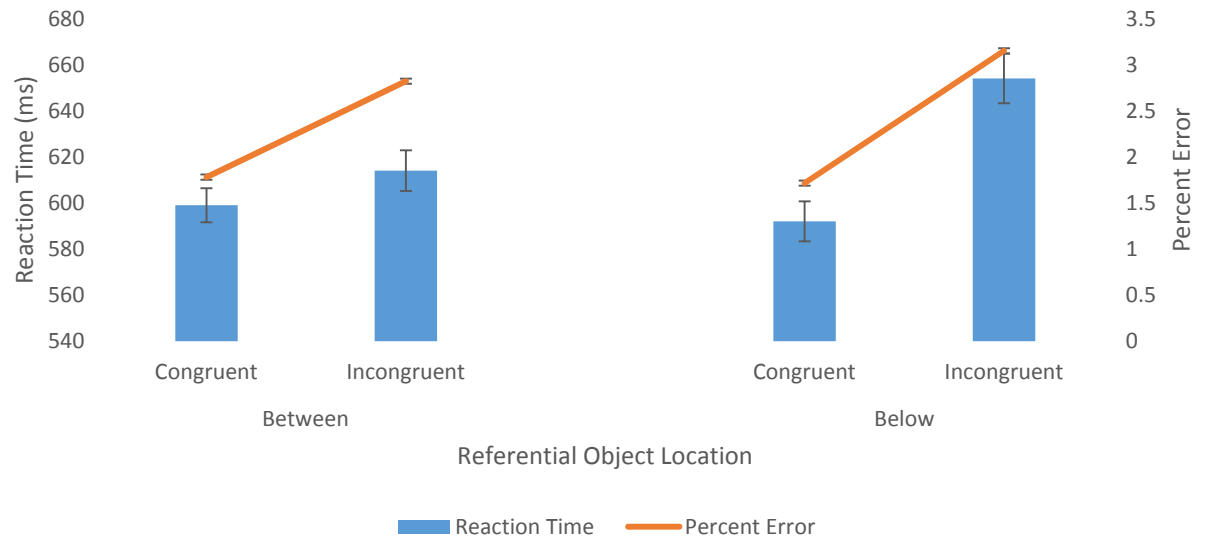 680
660
640
620
600
580
560
540
Reaction Time (ms)
3.5
3
2.5
2
1.5
1
0.5
0
Percent Error
Congruent Incongruent Congruent Incongruent
Between Below
Referential Object Location
Reaction Time Percent Error